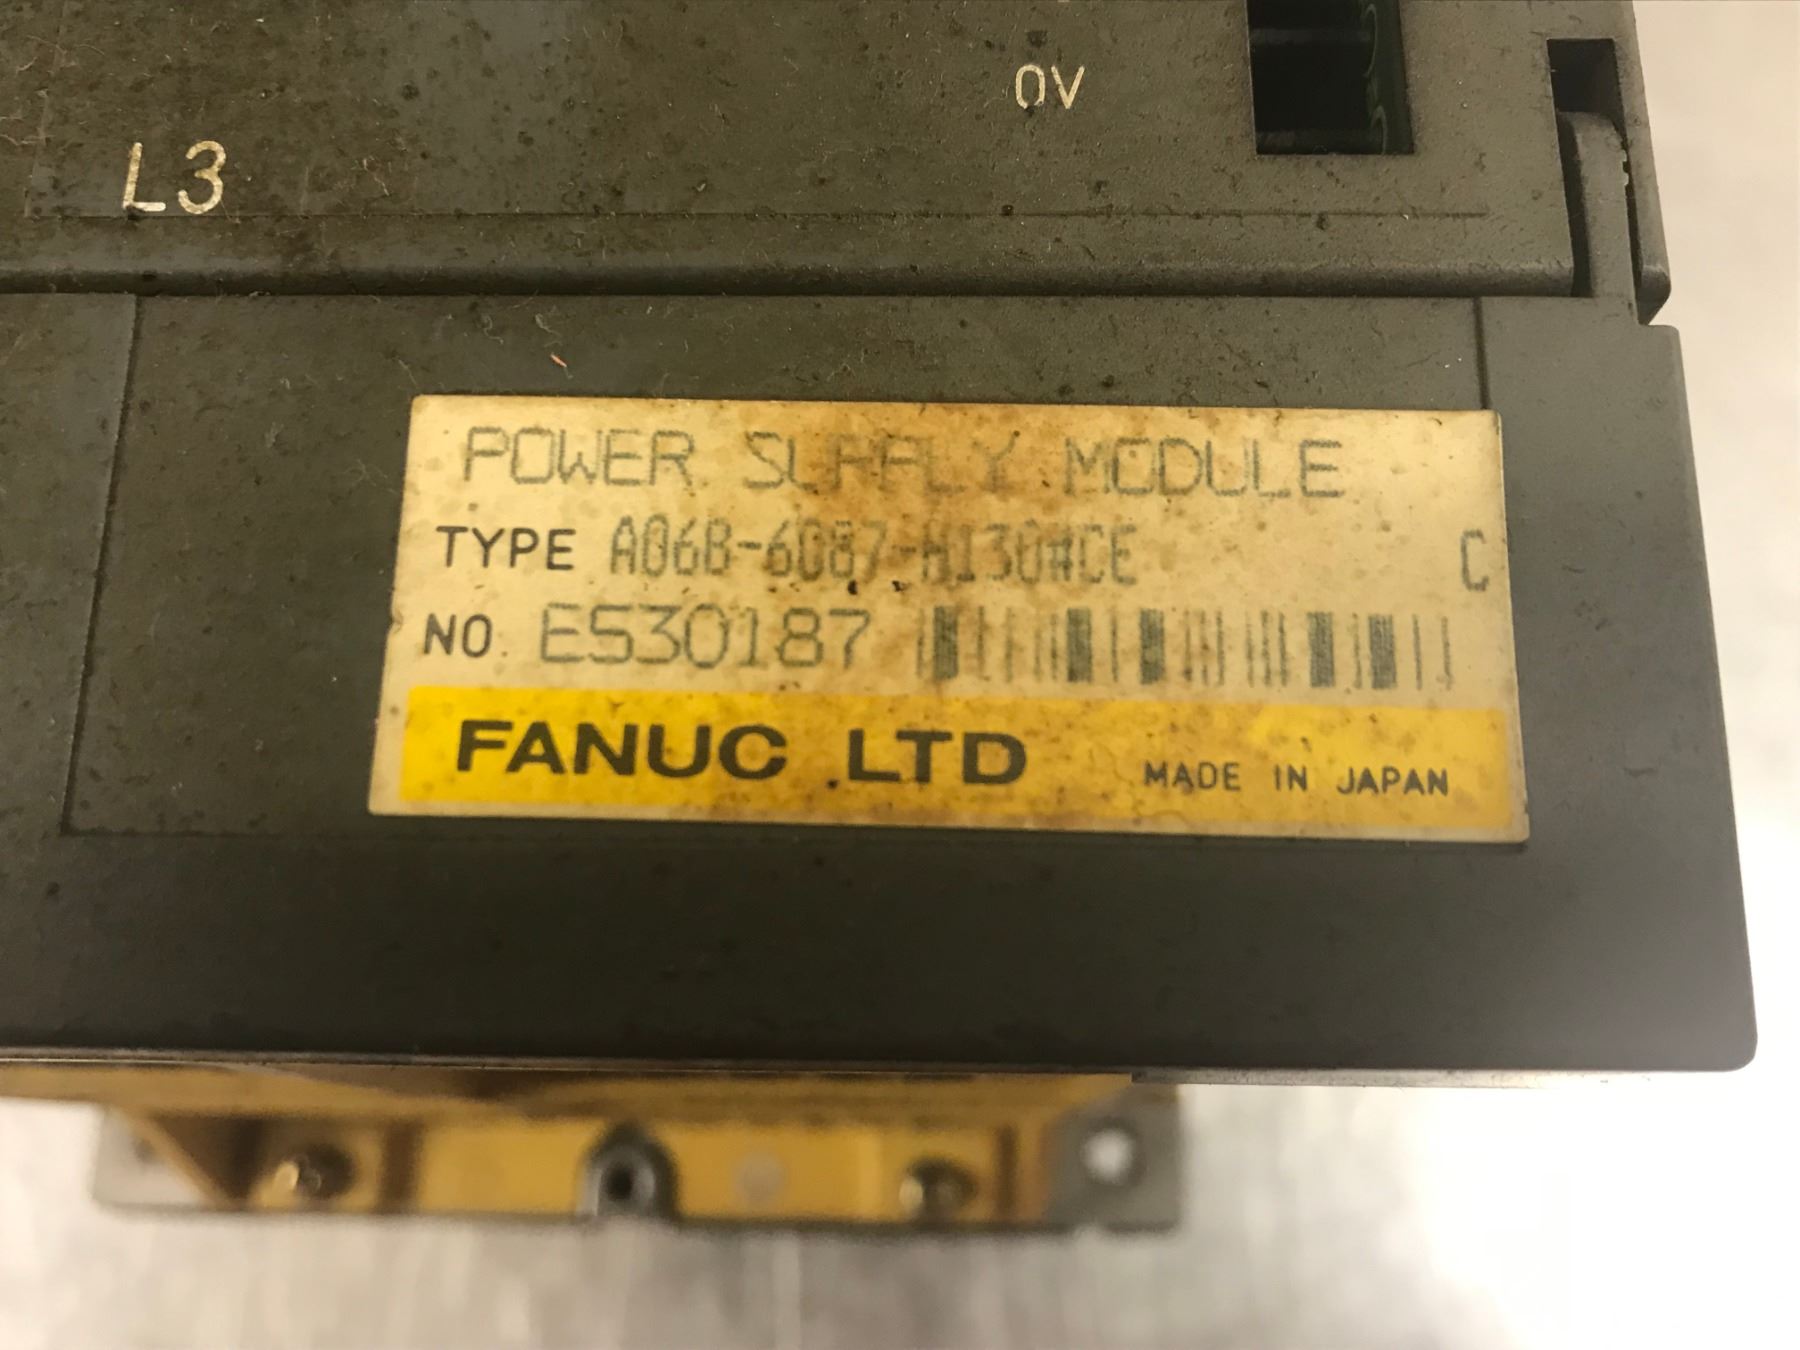 0V
L3
POWER SUPPLY MODULE
TYPE A06B-6087-H130#CE C
NO. E530187
FANUC LTD MADE IN JAPAN